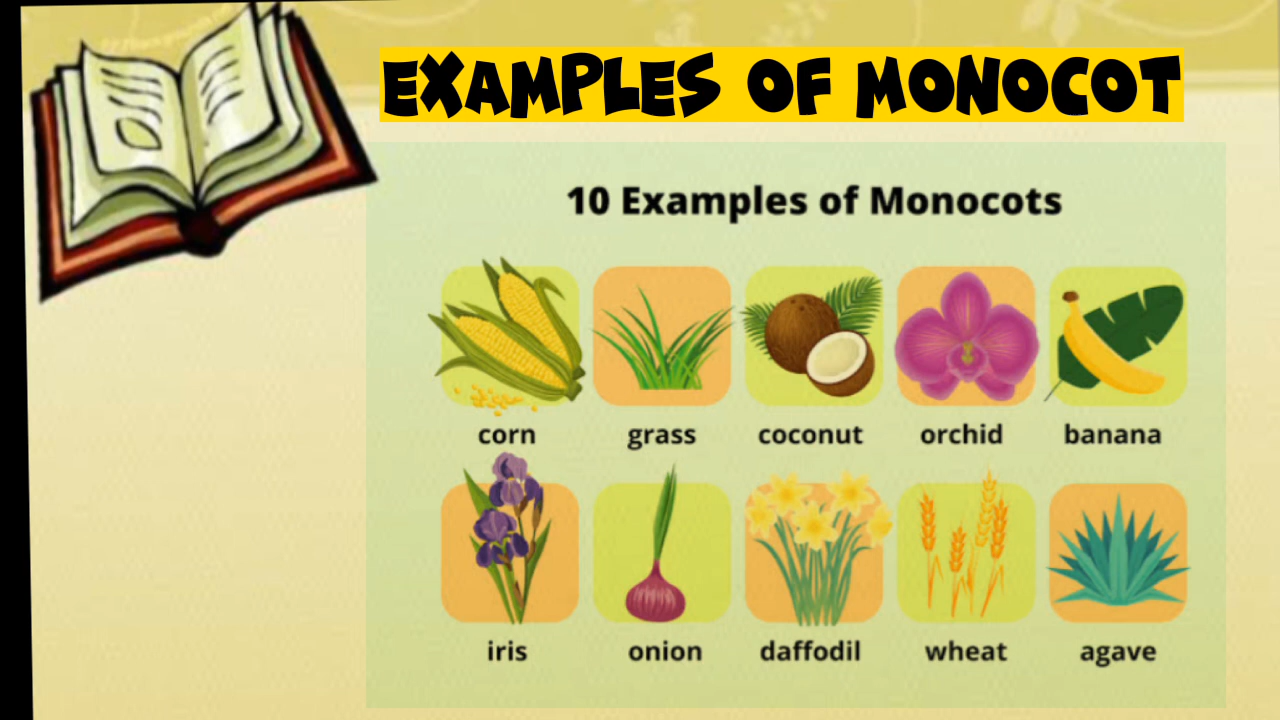 EXAMPLES OF MONOCOT
10 Examples of Monocots
corn grass coconut orchid banana
iris onion daffodil wheat agave